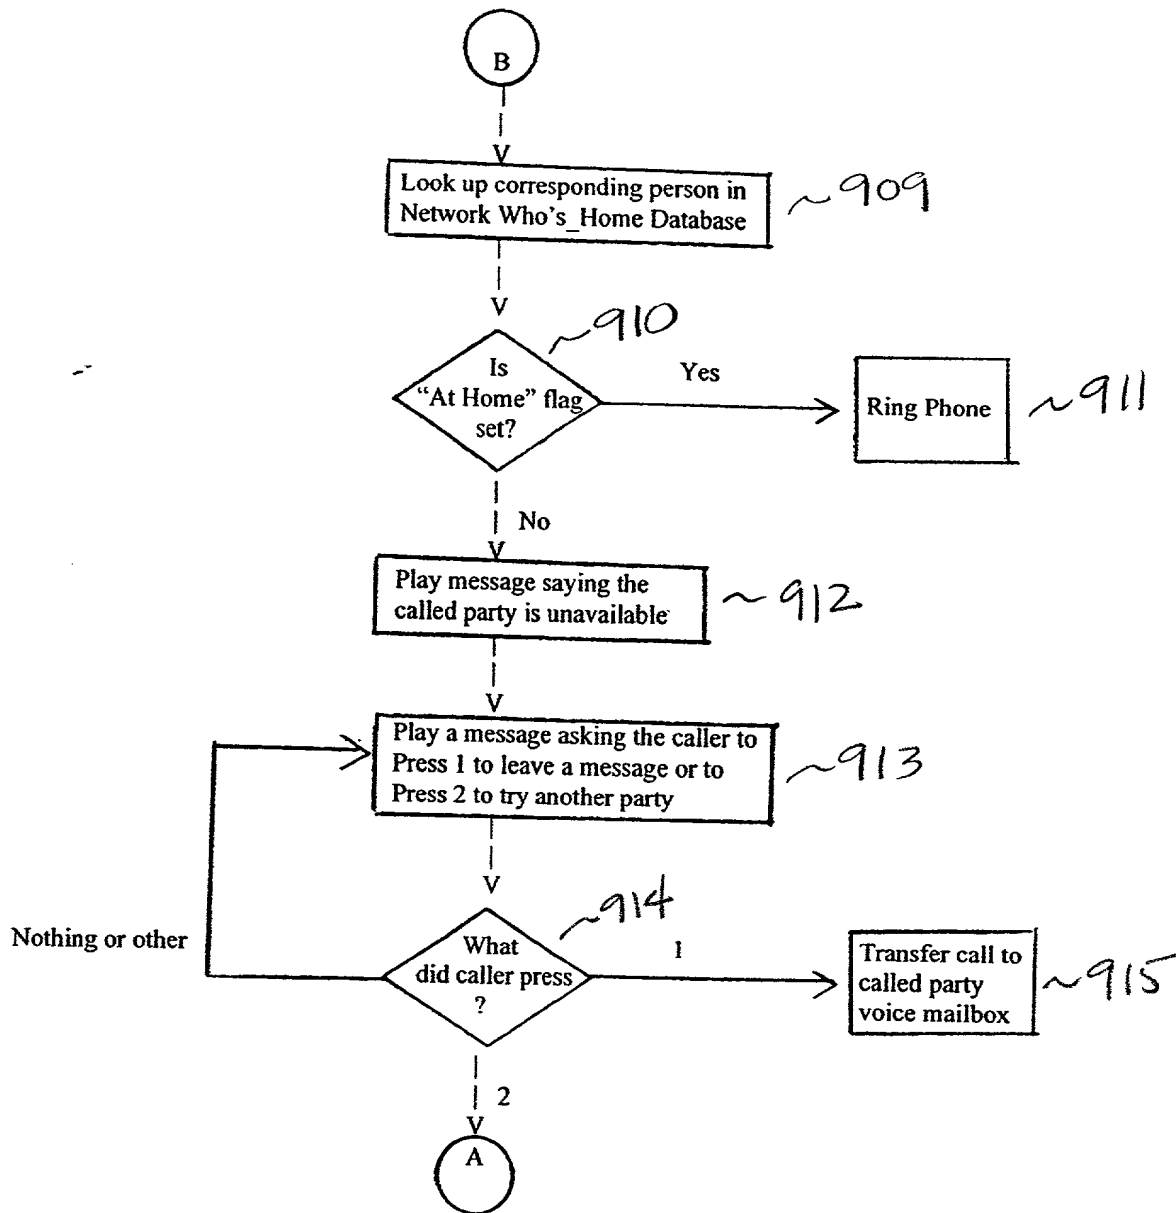 B
V
Look up corresponding person in
Network Who's_Home Database
~909
V
~910
Is
“At Home” flag
set?
Yes
Ring Phone
~911
No
V
Play message saying the
called party is unavailable
~912
V
Play a message asking the caller to
Press 1 to leave a message or to
Press 2 to try another party
~913
V
~914
Nothing or other
What
did caller press
?
1
Transfer call to
called party
voice mailbox
~915
2
V
A